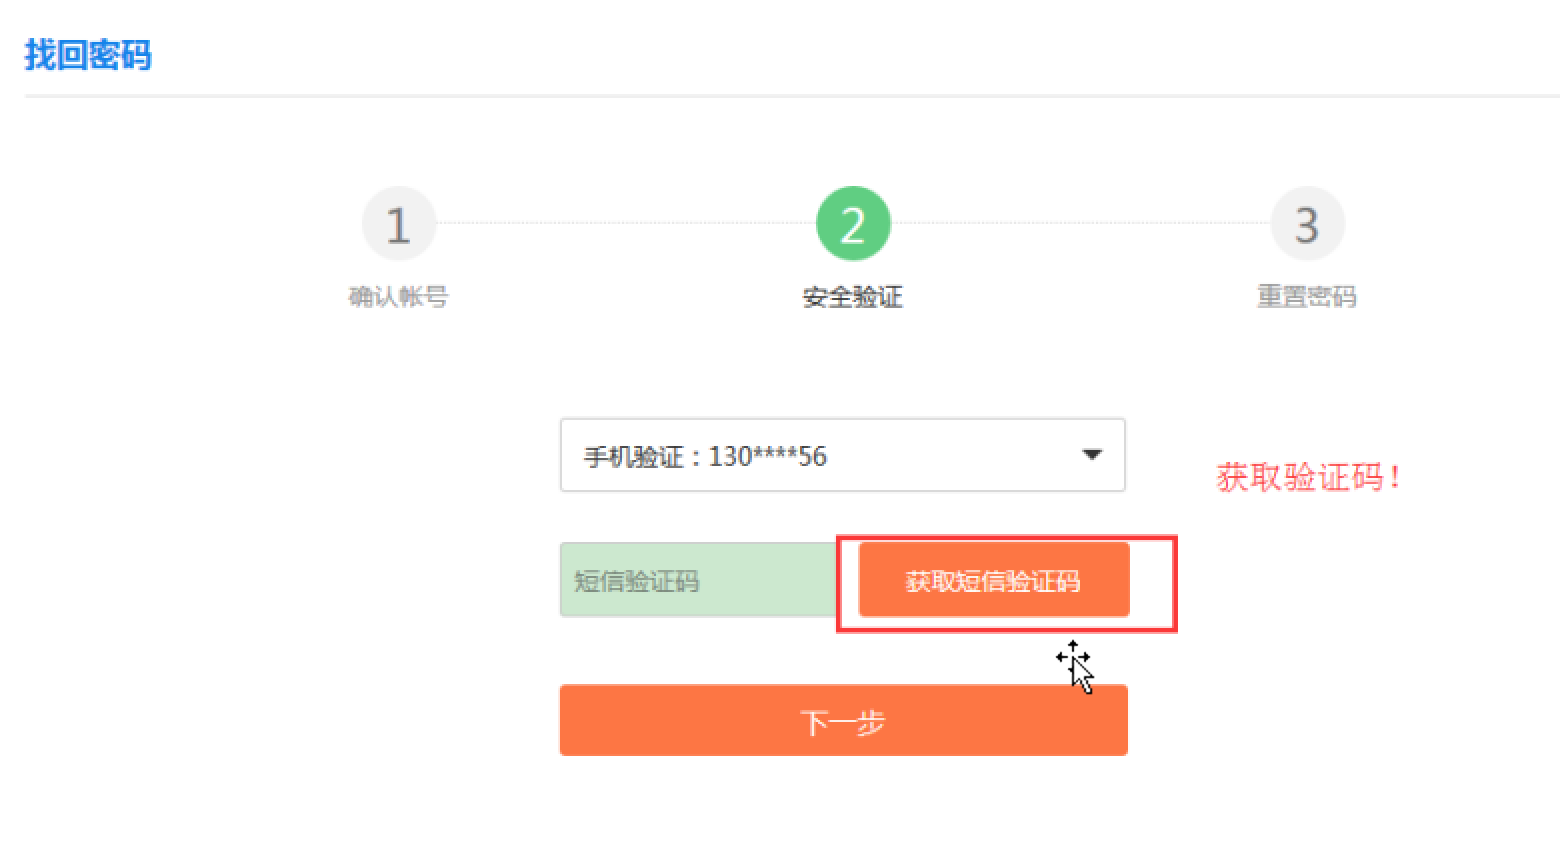 找回密码
1
2
3
确认帐号
安全验证
重置密码
手机验证：130****56
获取验证码！
短信验证码
获取短信验证码
下一步